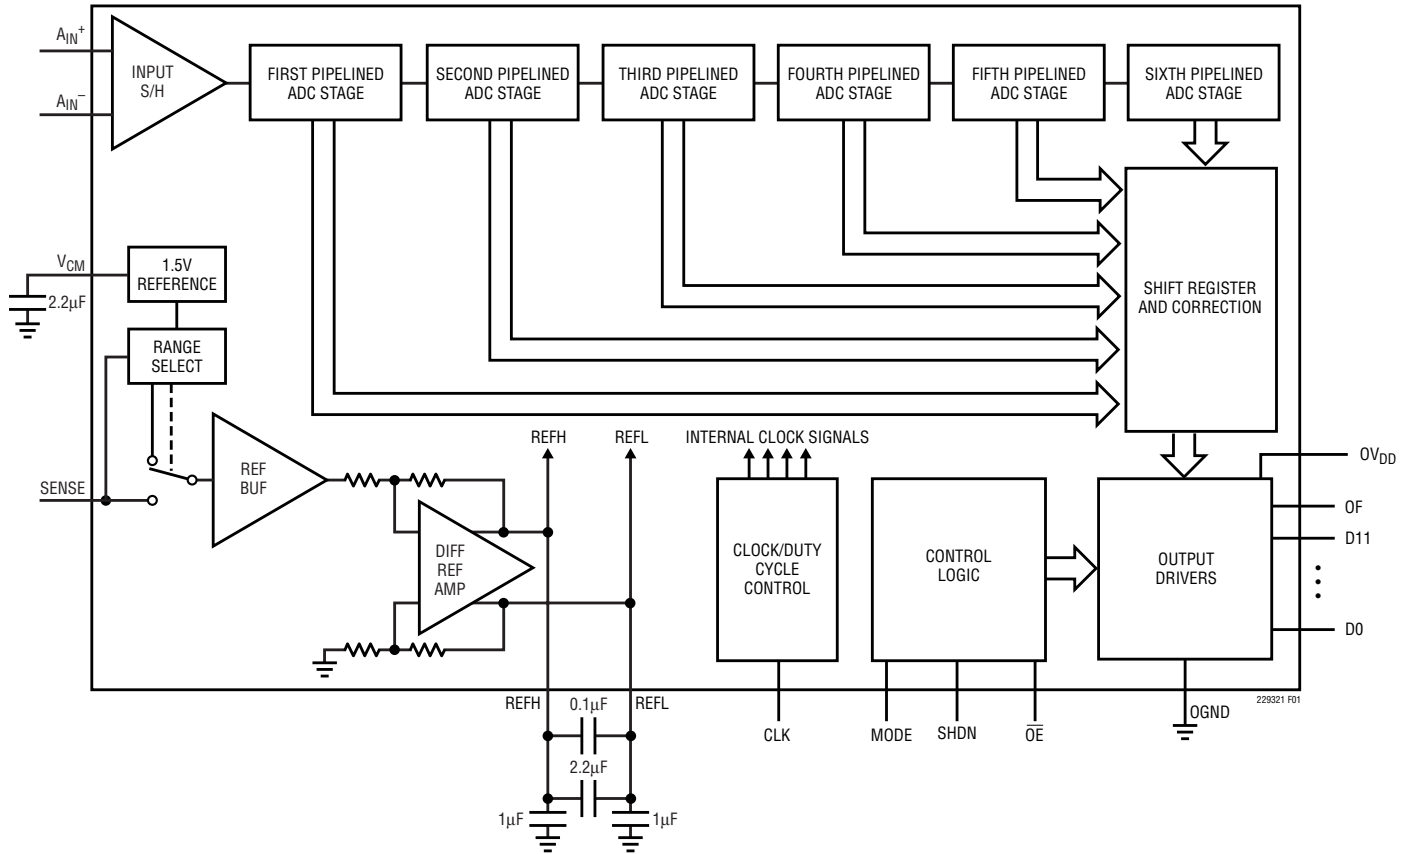 AIN+
AIN−
INPUT
S/H
FIRST PIPELINED
ADC STAGE
SECOND PIPELINED
ADC STAGE
THIRD PIPELINED
ADC STAGE
FOURTH PIPELINED
ADC STAGE
FIFTH PIPELINED
ADC STAGE
SIXTH PIPELINED
ADC STAGE
VCM
2.2µF
1.5V
REFERENCE
RANGE
SELECT
SHIFT REGISTER
AND CORRECTION
REFH
REFL
INTERNAL CLOCK SIGNALS
SENSE
REF
BUF
DIFF
REF
AMP
CLOCK/DUTY
CYCLE
CONTROL
CONTROL
LOGIC
OUTPUT
DRIVERS
OVDD
OF
D11
D0
REFH
0.1µF
REFL
2.2µF
1µF
1µF
CLK
MODE
SHDN
O̅E̅
OGND
229321 F01